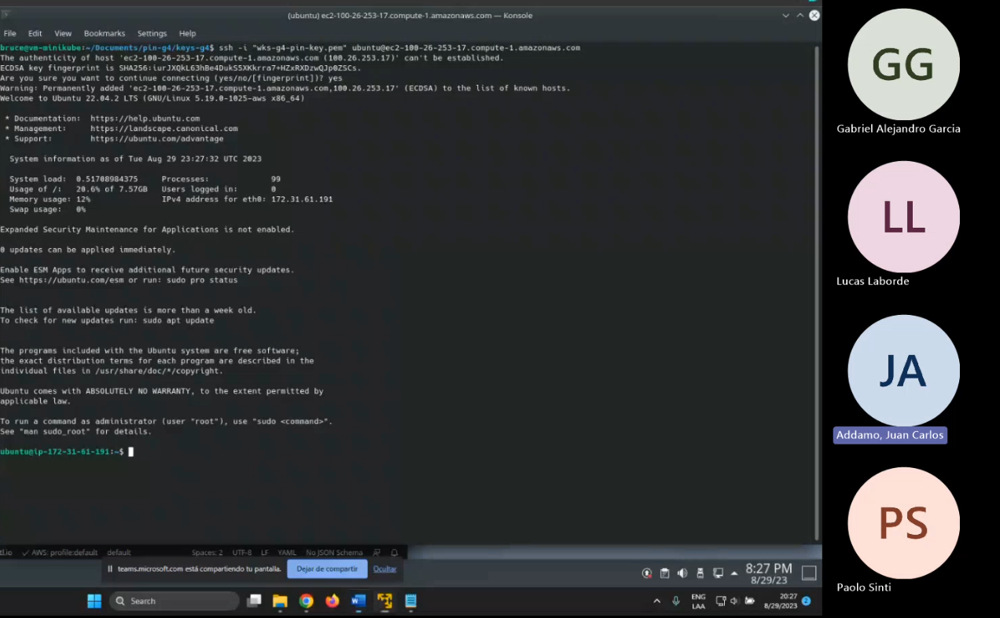 (ubuntu) ec2-100-26-253-17.compute-1.amazonaws.com — Konsole
File Edit View Bookmarks Settings Help
bruce@vm-minikube:~/Documents/pin-g4/keys-g4$ ssh -i "wks-g4-pin-key.pem" ubuntu@ec2-100-26-253-17.compute-1.amazonaws.com
The authenticity of host 'ec2-100-26-253-17.compute-1.amazonaws.com (100.26.253.17)' can't be established.
ECDSA key fingerprint is SHA256:iurJXQkL63hBe4DukS5XKkrra7+HZxRXDzwQJp0ZSCs.
Are you sure you want to continue connecting (yes/no/[fingerprint])? yes
Warning: Permanently added 'ec2-100-26-253-17.compute-1.amazonaws.com,100.26.253.17' (ECDSA) to the list of known hosts.
Welcome to Ubuntu 22.04.2 LTS (GNU/Linux 5.19.0-1025-aws x86_64)
* Documentation: https://help.ubuntu.com
* Management: https://landscape.canonical.com
* Support: https://ubuntu.com/advantage
System information as of Tue Aug 29 23:27:32 UTC 2023
System load: 0.51708984375 Processes: 99
Usage of /: 20.6% of 7.57GB Users logged in: 0
Memory usage: 12% IPv4 address for eth0: 172.31.61.191
Swap usage: 0%
Expanded Security Maintenance for Applications is not enabled.
0 updates can be applied immediately.
Enable ESM Apps to receive additional future security updates.
See https://ubuntu.com/esm or run: sudo pro status
The list of available updates is more than a week old.
To check for new updates run: sudo apt update
The programs included with the Ubuntu system are free software;
the exact distribution terms for each program are described in the
individual files in /usr/share/doc/*/copyright.
Ubuntu comes with ABSOLUTELY NO WARRANTY, to the extent permitted by
applicable law.
To run a command as administrator (user "root"), use "sudo <command>".
See "man sudo_root" for details.
ubuntu@ip-172-31-61-191:~$
tl.io AWS: profile:default default Spaces: 2 UTF-8 LF YAML No JSON Schema
teams.microsoft.com está compartiendo tu pantalla. Dejar de compartir Ocultar
8:27 PM
8/29/23
Search
ENG
LAA
20:27
8/29/2023
2
GG
Gabriel Alejandro Garcia
LL
Lucas Laborde
JA
Addamo, Juan Carlos
PS
Paolo Sinti